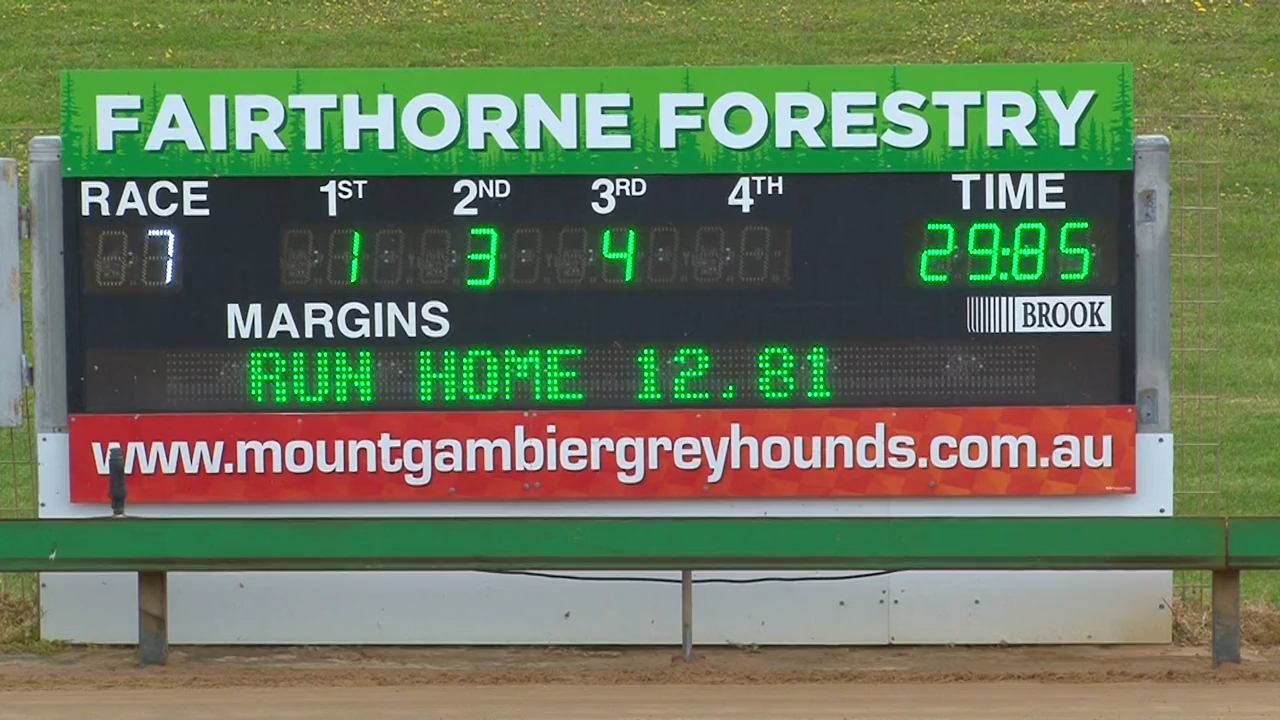 FAIRTHORNE FORESTRY
RACE 1ST 2ND 3RD 4TH TIME
7 1 3 4 29:85
MARGINS
BROOK
RUN HOME 12.81
www.mountgambiergreyhounds.com.au